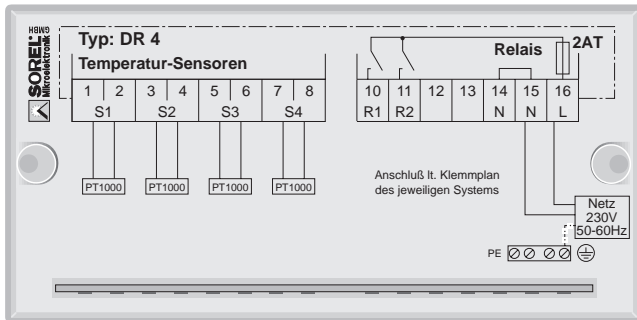 SOREL GMBH
Mikroelektronik
Typ: DR 4
Temperatur-Sensoren
1 2 3 4 5 6 7 8
S1 S2 S3 S4
PT1000 PT1000 PT1000 PT1000
Relais 2AT
10 11 12 13 14 15 16
R1 R2 N N L
Anschluß lt. Klemmplan
des jeweiligen Systems
Netz
230V
50-60Hz
PE